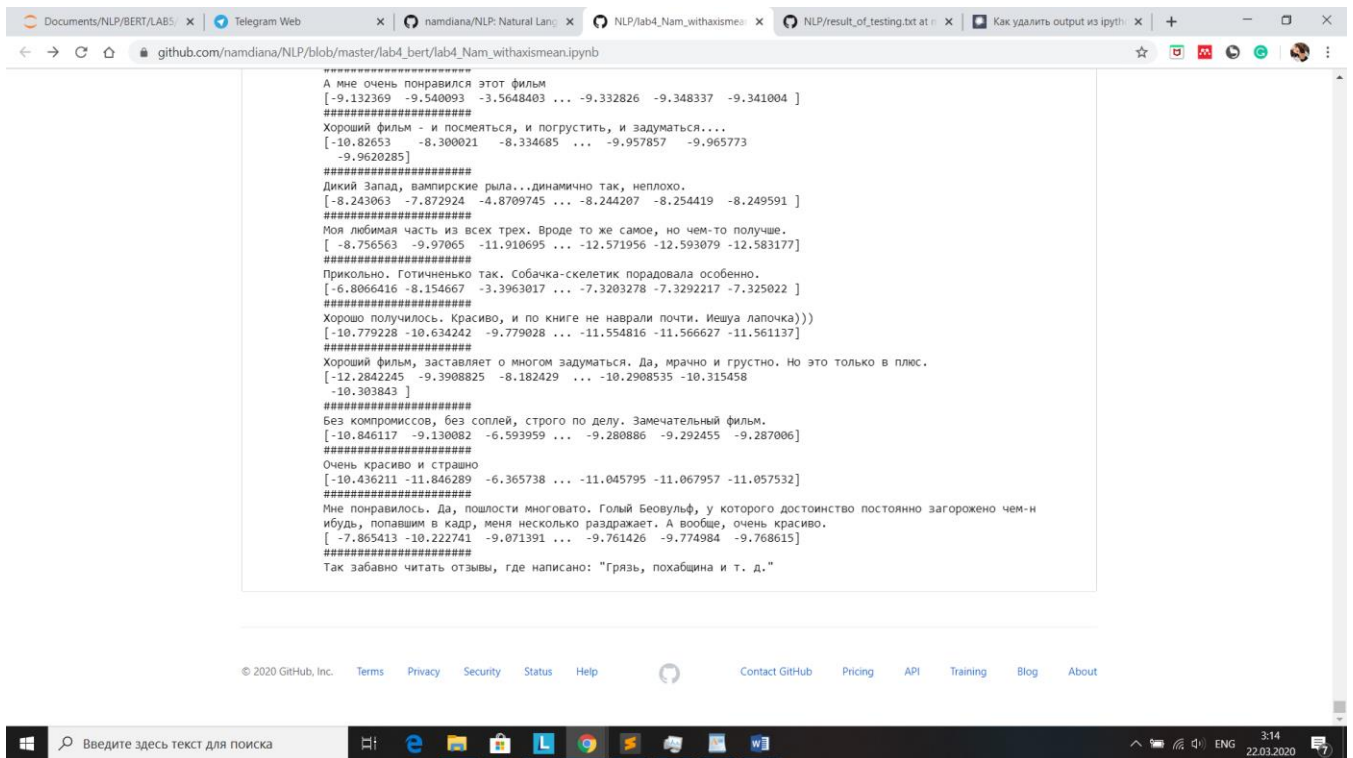 Documents/NLP/BERT/LAB5/
Telegram Web
namdiana/NLP: Natural Lang
NLP/lab4_Nam_withaxismea
NLP/result_of_testing.txt at
Как удалить output из ipyth
github.com/namdiana/NLP/blob/master/lab4_bert/lab4_Nam_withaxismean.ipynb
######################
А мне очень понравился этот фильм
[-9.132369 -9.540093 -3.5648403 ... -9.332826 -9.348337 -9.341004 ]
######################
Хороший фильм - и посмеяться, и погрустить, и задуматься....
[-10.82653 -8.300021 -8.334685 ... -9.957857 -9.965773
-9.9620285]
######################
Дикий Запад, вампирские рыла...динамично так, неплохо.
[-8.243063 -7.872924 -4.8709745 ... -8.244207 -8.254419 -8.249591 ]
######################
Моя любимая часть из всех трех. Вроде то же самое, но чем-то получше.
[ -8.756563 -9.97065 -11.910695 ... -12.571956 -12.593079 -12.583177]
######################
Прикольно. Готичненько так. Собачка-скелетик порадовала особенно.
[-6.8066416 -8.154667 -3.3963017 ... -7.3203278 -7.3292217 -7.325022 ]
######################
Хорошо получилось. Красиво, и по книге не наврали почти. Иешуа лапочка)))
[-10.779228 -10.634242 -9.779028 ... -11.554816 -11.566627 -11.561137]
######################
Хороший фильм, заставляет о многом задуматься. Да, мрачно и грустно. Но это только в плюс.
[-12.2842245 -9.3908825 -8.182429 ... -10.2908535 -10.315458
-10.303843 ]
######################
Без компромиссов, без соплей, строго по делу. Замечательный фильм.
[-10.846117 -9.130082 -6.593959 ... -9.280886 -9.292455 -9.287006]
######################
Очень красиво и страшно
[-10.436211 -11.846289 -6.365738 ... -11.045795 -11.067957 -11.057532]
######################
Мне понравилось. Да, пошлости многовато. Голый Беовульф, у которого достоинство постоянно загорожено чем-н
ибудь, попавшим в кадр, меня несколько раздражает. А вообще, очень красиво.
[ -7.865413 -10.222741 -9.071391 ... -9.761426 -9.774984 -9.768615]
######################
Так забавно читать отзывы, где написано: "Грязь, похабщина и т. д."
© 2020 GitHub, Inc. Terms Privacy Security Status Help Contact GitHub Pricing API Training Blog About
Введите здесь текст для поиска
ENG
3:14
22.03.2020